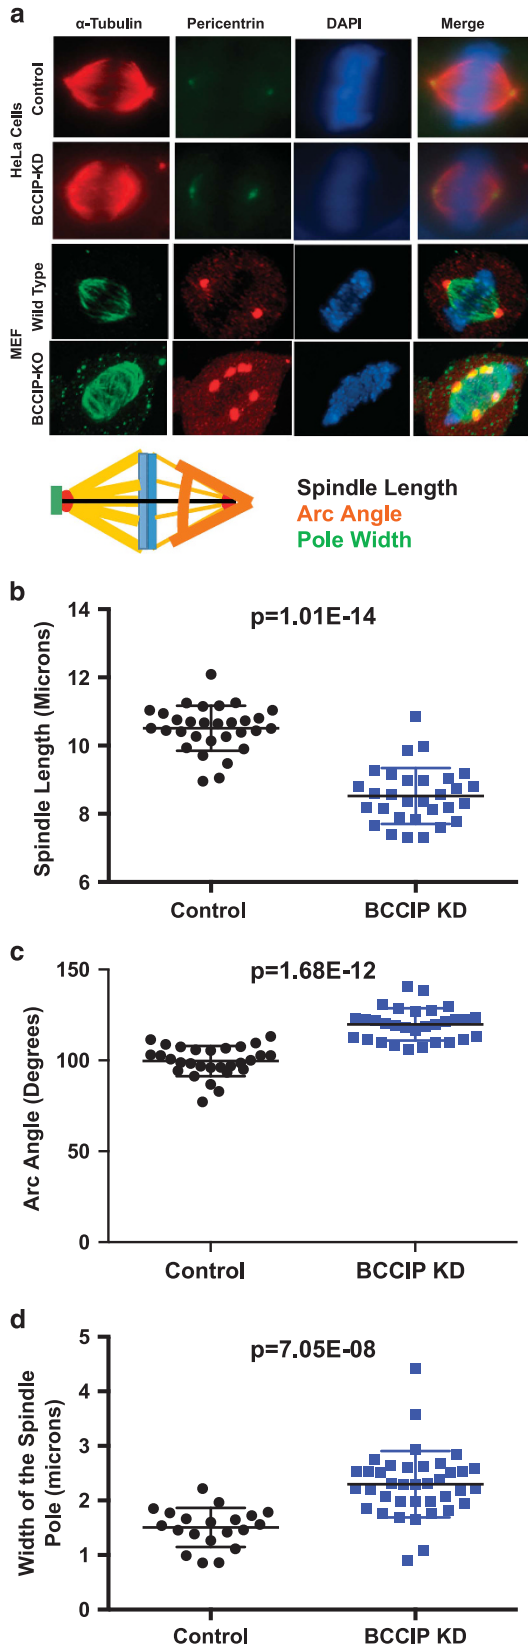 a
α-Tubulin Pericentrin DAPI Merge
HeLa Cells
Control
BCCIP-KD
MEF
Wild Type
BCCIP-KO
Spindle Length
Arc Angle
Pole Width
b
p=1.01E-14
Spindle Length (Microns)
14
12
10
8
6
Control BCCIP KD
c
p=1.68E-12
Arc Angle (Degrees)
150
100
50
0
Control BCCIP KD
d
p=7.05E-08
Width of the Spindle
Pole (microns)
5
4
3
2
1
0
Control BCCIP KD